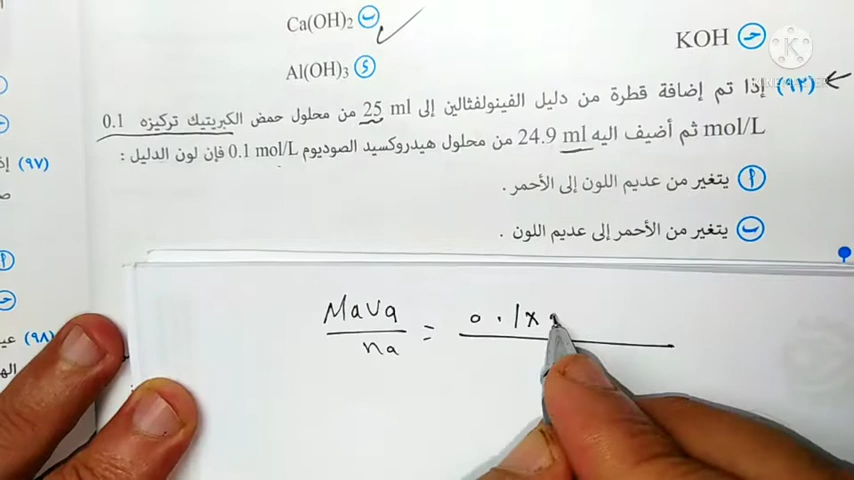 Ca(OH)₂ ب
KOH حـ
Al(OH)₃ د
(٩٢) إذا تم إضافة قطرة من دليل الفينولفثالين إلى 25 ml من محلول حمض الكبريتيك تركيزه 0.1
mol/L ثم أضيف اليه 24.9 ml من محلول هيدروكسيد الصوديوم 0.1 mol/L فإن لون الدليل :
أ يتغير من عديم اللون إلى الأحمر .
ب يتغير من الأحمر إلى عديم اللون .
MaVa
na
=
0.1x
(٩٧)
(٩٨)
KINEMASTER